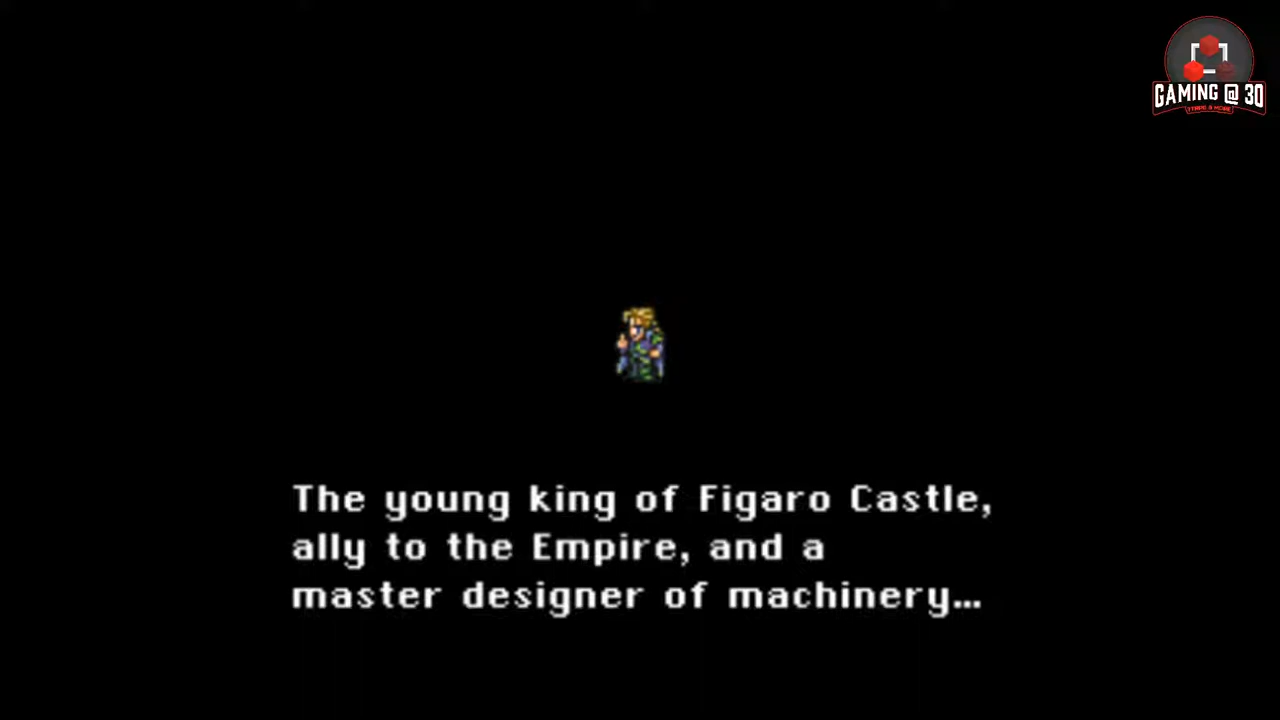 GAMING @ 30
The young king of Figaro Castle,
ally to the Empire, and a
master designer of machinery…